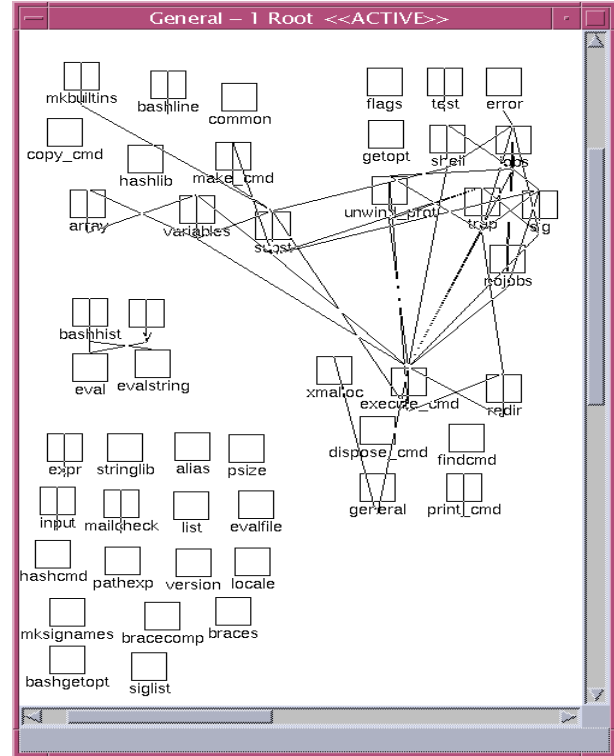 General – 1 Root <<ACTIVE>>
mkbuiltins
bashline
common
flags
test
error
copy_cmd
hashlib
make_cmd
getopt
shell
jobs
array
variables
subst
unwind_prot
trap
sig
nojobs
bashhist
eval
evalstring
xmalloc
execute_cmd
redir
dispose_cmd
findcmd
expr
stringlib
alias
psize
general
print_cmd
input
mailcheck
list
evalfile
hashcmd
pathexp
version
locale
mksignames
bracecomp
braces
bashgetopt
siglist